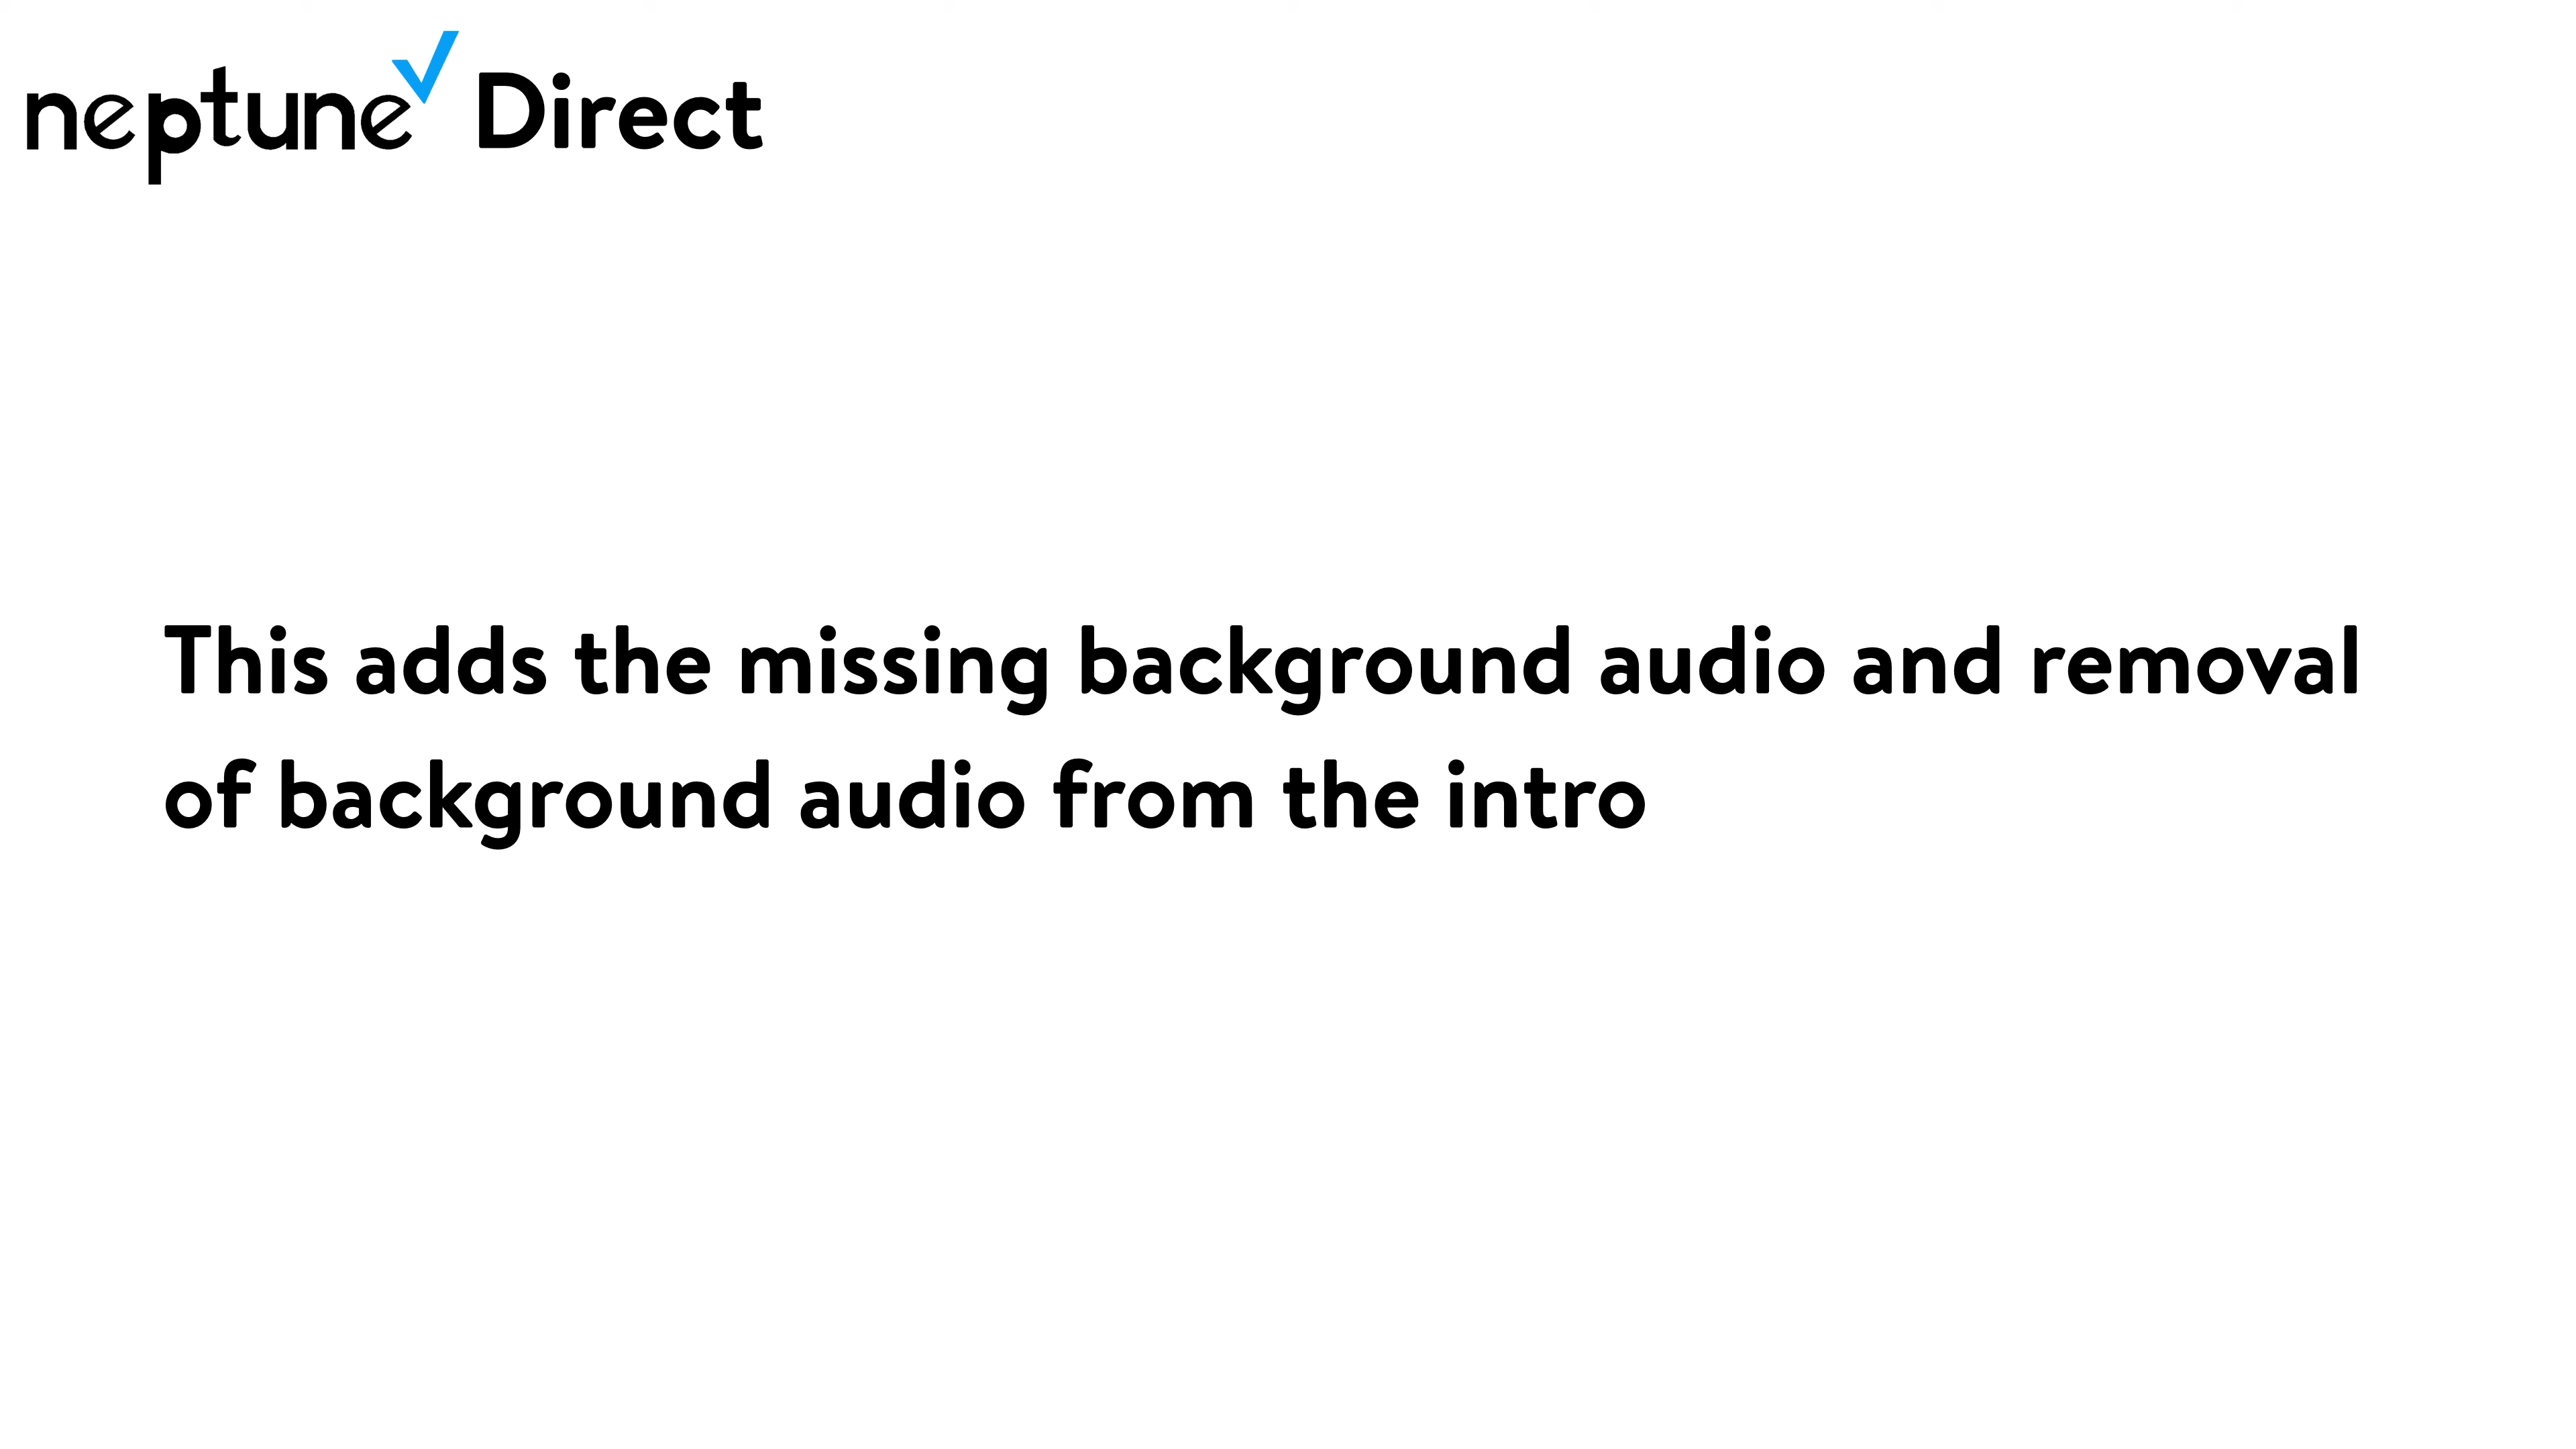 neptune Direct
This adds the missing background audio and removal
of background audio from the intro